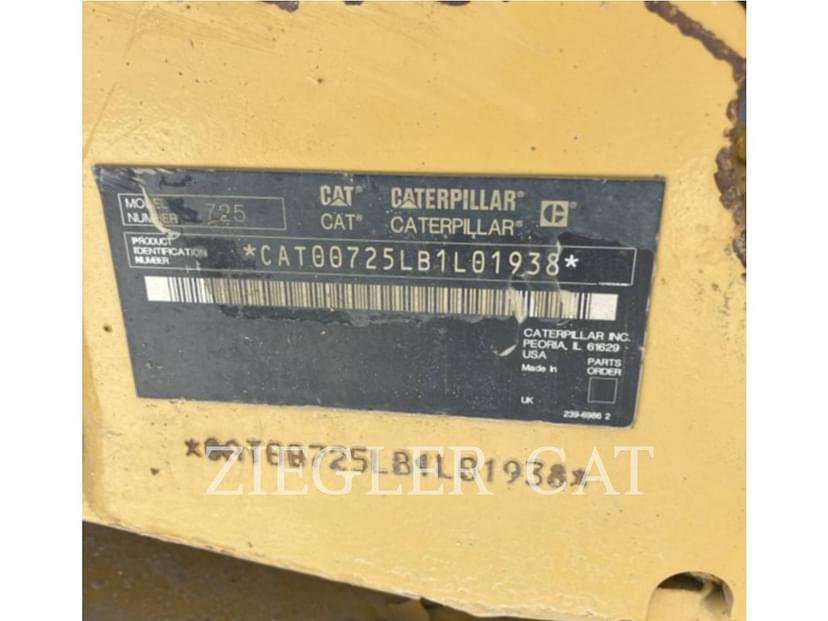 MODEL NUMBER 725
CAT® CATERPILLAR®
CAT® CATERPILLAR® C
PRODUCT IDENTIFICATION NUMBER
*CAT00725LB1L01938*
CATERPILLAR INC.
PEORIA, IL 61629
USA
Made in
PARTS ORDER
UK
239-6986 2
*CAT00725LB1L01938*
ZIEGLER CAT